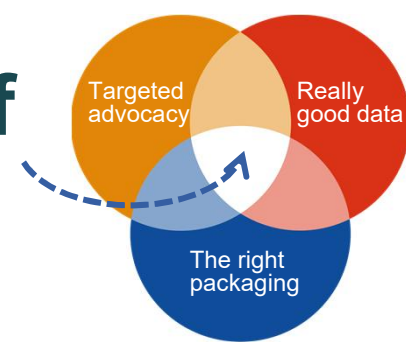 f
Targeted
advocacy
Really
good data
The right
packaging